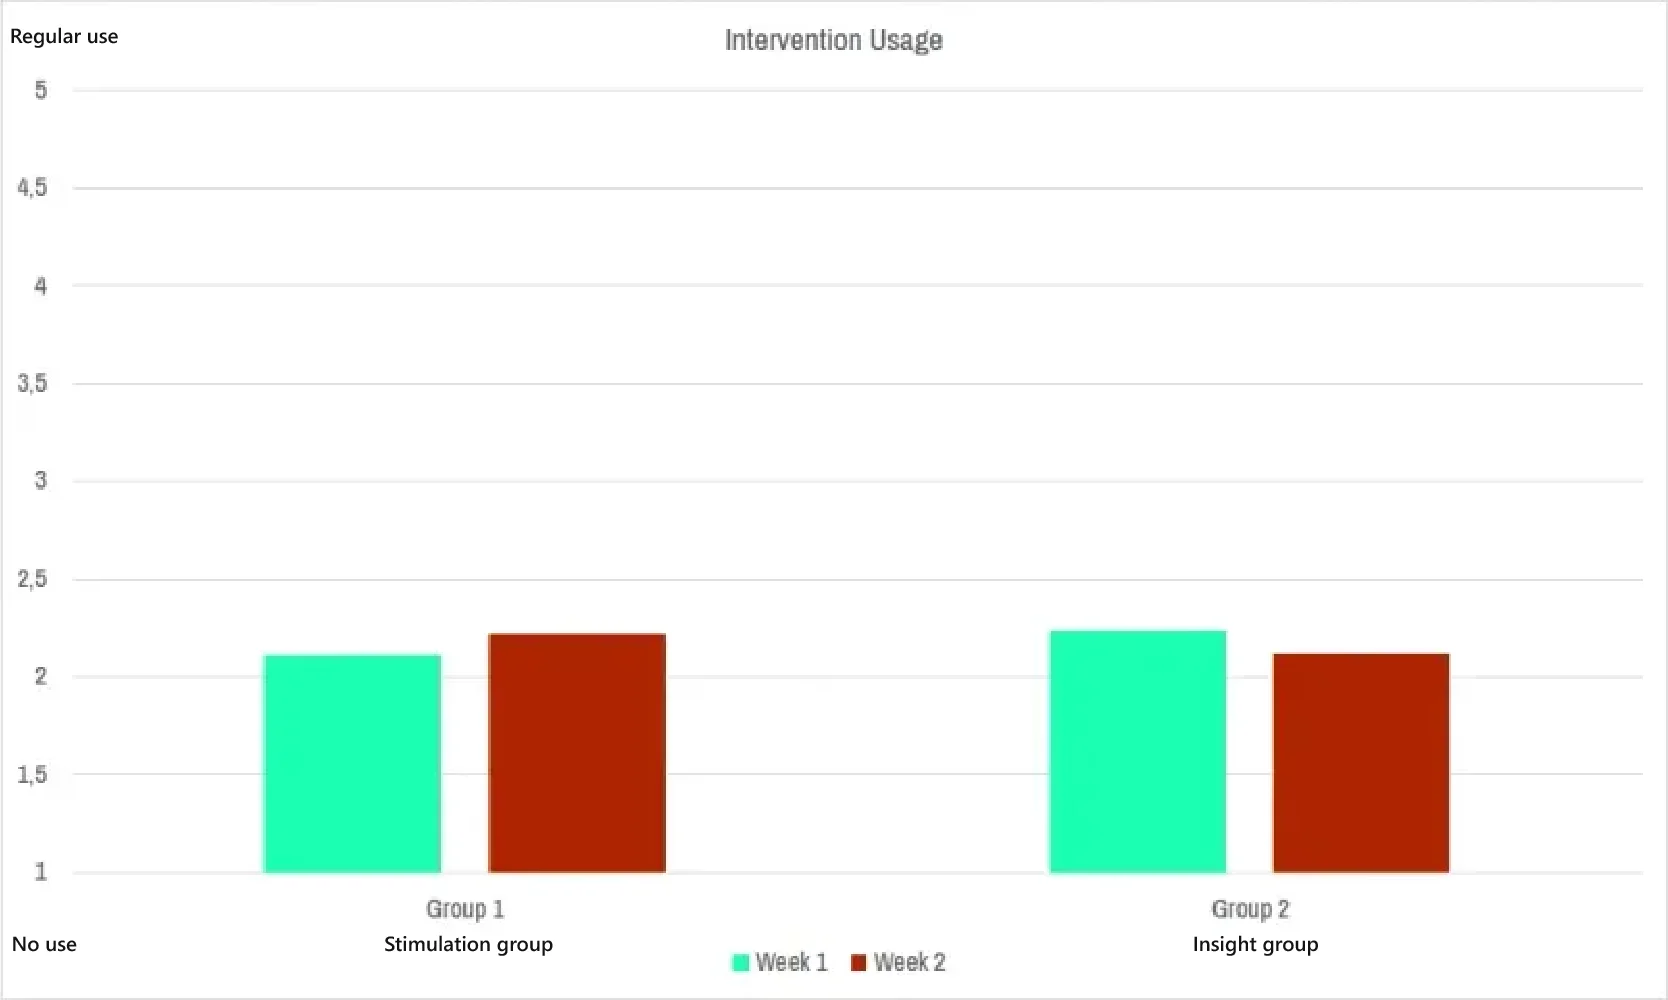 Regular use
Intervention Usage
5
4,5
4
3,5
3
2,5
2
1,5
1
Group 1
Group 2
No use
Stimulation group
Insight group
Week 1
Week 2